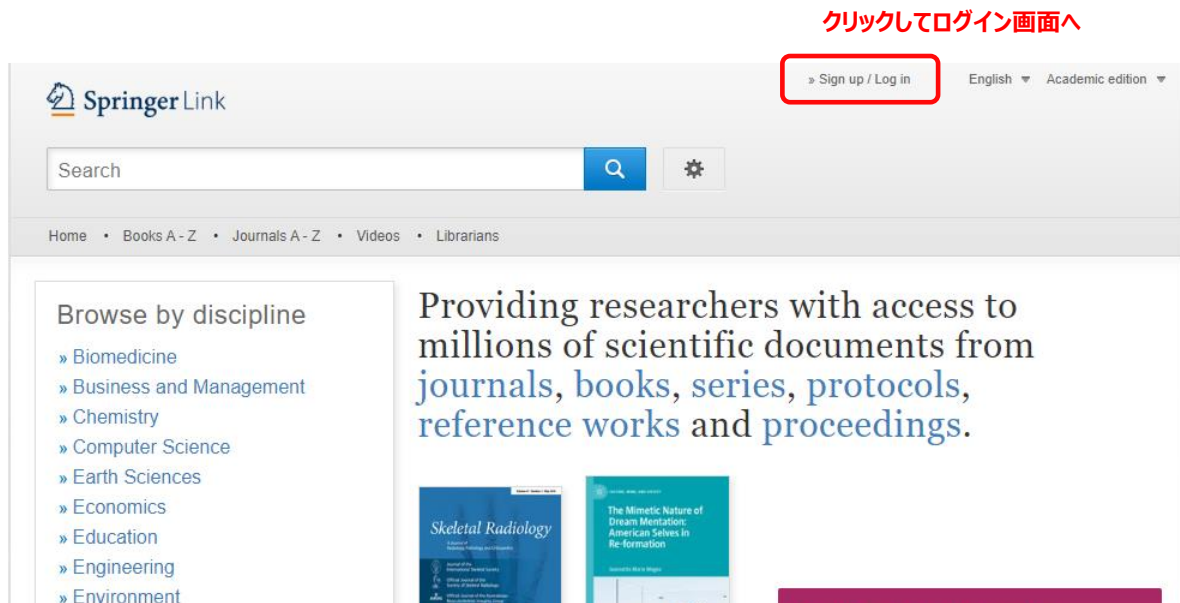 クリックしてログイン画面へ
» Sign up / Log in
English
Academic edition
Springer Link
Search
Home • Books A - Z • Journals A - Z • Videos • Librarians
Browse by discipline
» Biomedicine
» Business and Management
» Chemistry
» Computer Science
» Earth Sciences
» Economics
» Education
» Engineering
» Environment
Providing researchers with access to
millions of scientific documents from
journals, books, series, protocols,
reference works and proceedings.
Skeletal Radiology
The Mimetic Nature of
Dream Mentation:
American Selves in
Re-formation